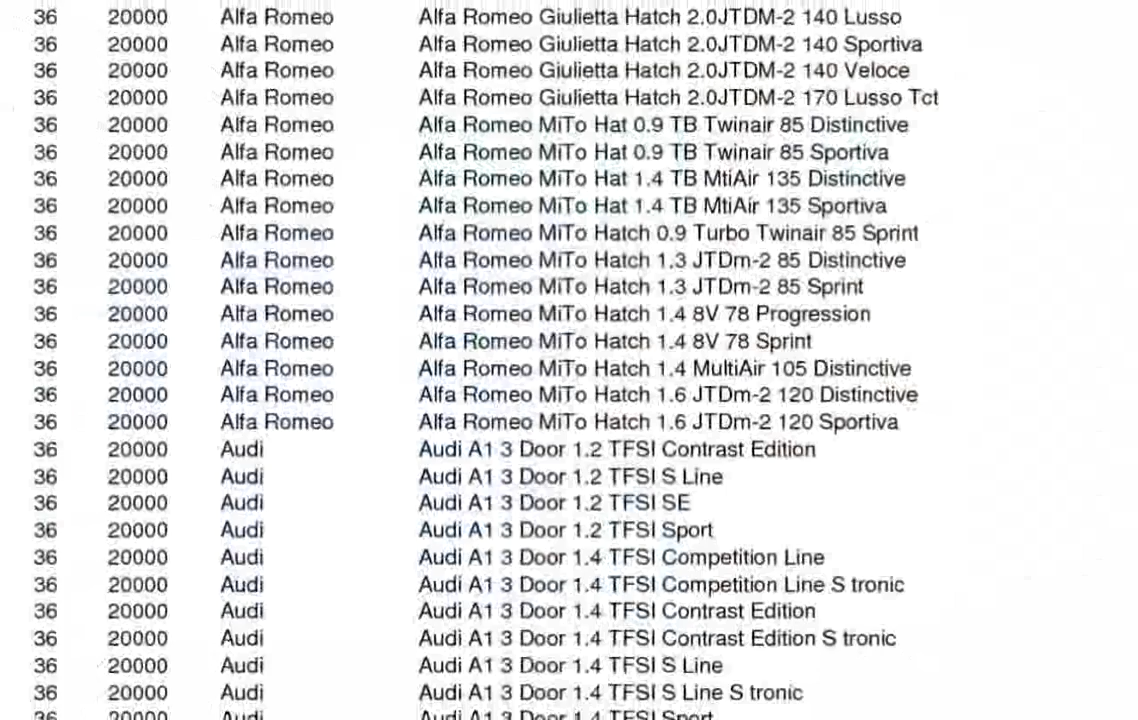 36 20000 Alfa Romeo Alfa Romeo Giulietta Hatch 2.0JTDM-2 140 Lusso
36 20000 Alfa Romeo Alfa Romeo Giulietta Hatch 2.0JTDM-2 140 Sportiva
36 20000 Alfa Romeo Alfa Romeo Giulietta Hatch 2.0JTDM-2 140 Veloce
36 20000 Alfa Romeo Alfa Romeo Giulietta Hatch 2.0JTDM-2 170 Lusso Tct
36 20000 Alfa Romeo Alfa Romeo MiTo Hat 0.9 TB Twinair 85 Distinctive
36 20000 Alfa Romeo Alfa Romeo MiTo Hat 0.9 TB Twinair 85 Sportiva
36 20000 Alfa Romeo Alfa Romeo MiTo Hat 1.4 TB MtiAir 135 Distinctive
36 20000 Alfa Romeo Alfa Romeo MiTo Hat 1.4 TB MtiAir 135 Sportiva
36 20000 Alfa Romeo Alfa Romeo MiTo Hatch 0.9 Turbo Twinair 85 Sprint
36 20000 Alfa Romeo Alfa Romeo MiTo Hatch 1.3 JTDm-2 85 Distinctive
36 20000 Alfa Romeo Alfa Romeo MiTo Hatch 1.3 JTDm-2 85 Sprint
36 20000 Alfa Romeo Alfa Romeo MiTo Hatch 1.4 8V 78 Progression
36 20000 Alfa Romeo Alfa Romeo MiTo Hatch 1.4 8V 78 Sprint
36 20000 Alfa Romeo Alfa Romeo MiTo Hatch 1.4 MultiAir 105 Distinctive
36 20000 Alfa Romeo Alfa Romeo MiTo Hatch 1.6 JTDm-2 120 Distinctive
36 20000 Alfa Romeo Alfa Romeo MiTo Hatch 1.6 JTDm-2 120 Sportiva
36 20000 Audi Audi A1 3 Door 1.2 TFSI Contrast Edition
36 20000 Audi Audi A1 3 Door 1.2 TFSI S Line
36 20000 Audi Audi A1 3 Door 1.2 TFSI SE
36 20000 Audi Audi A1 3 Door 1.2 TFSI Sport
36 20000 Audi Audi A1 3 Door 1.4 TFSI Competition Line
36 20000 Audi Audi A1 3 Door 1.4 TFSI Competition Line S tronic
36 20000 Audi Audi A1 3 Door 1.4 TFSI Contrast Edition
36 20000 Audi Audi A1 3 Door 1.4 TFSI Contrast Edition S tronic
36 20000 Audi Audi A1 3 Door 1.4 TFSI S Line
36 20000 Audi Audi A1 3 Door 1.4 TFSI S Line S tronic
36 20000 Audi Audi A1 3 Door 1.4 TFSI Sport